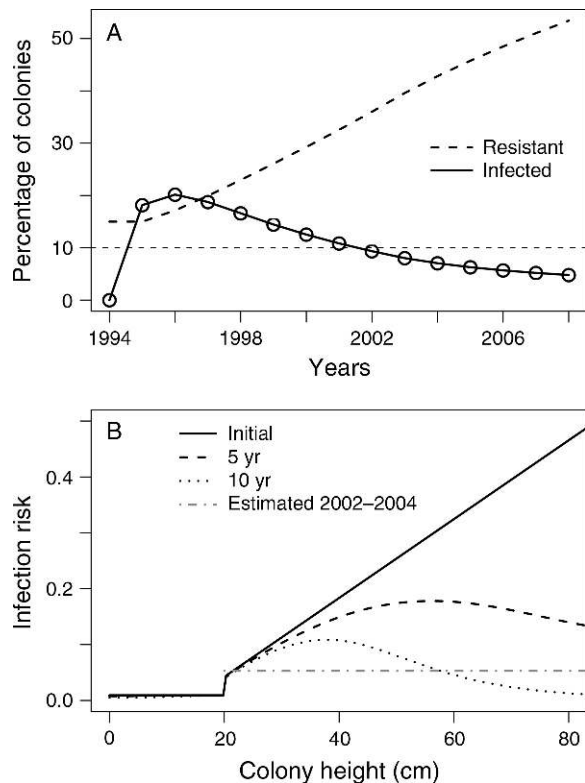 A
Percentage of colonies
50
30
10
0
Resistant
Infected
1994
1998
2002
2006
Years
B
Infection risk
0.4
0.2
0.0
Initial
5 yr
10 yr
Estimated 2002–2004
0
20
40
60
80
Colony height (cm)